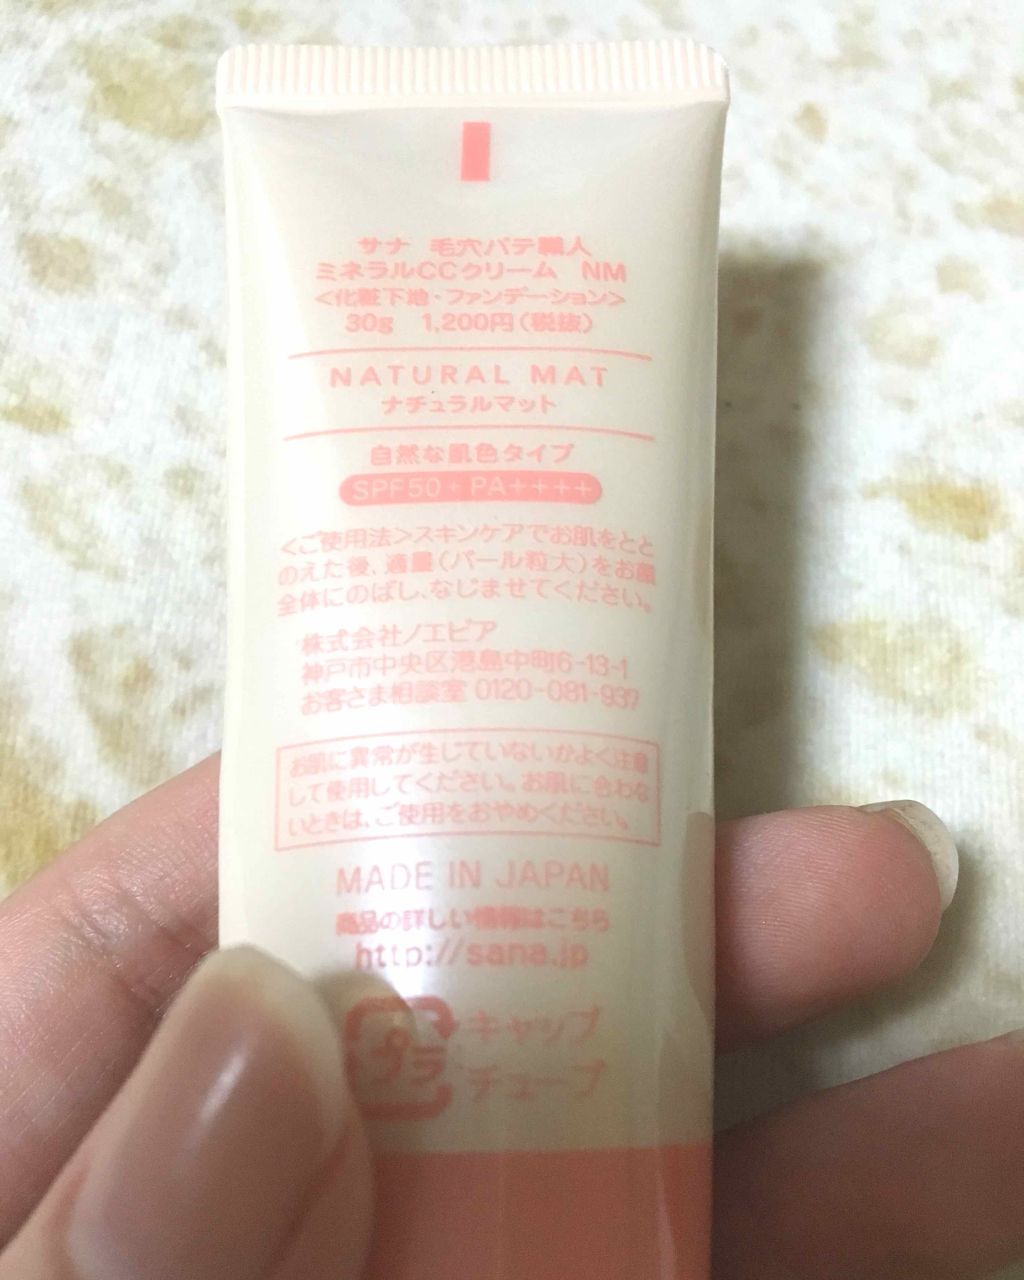 サナ 毛穴パテ職人
ミネラルCCクリーム NM
<化粧下地・ファンデーション>
30g 1,200円(税抜)
NATURAL MAT
ナチュラルマット
自然な肌色タイプ
SPF50+PA++++
<ご使用法>スキンケアでお肌をとと
のえた後、適量(パール粒大)をお顔
全体にのばし、なじませてください。
株式会社ノエビア
神戸市中央区港島中町6-13-1
お客さま相談室 0120-081-937
お肌に異常が生じていないかよく注意
して使用してください。お肌に合わな
いときは、ご使用をおやめください。
MADE IN JAPAN
商品の詳しい情報はこちら
http://sana.jp
プラ
キャップ
チューブ